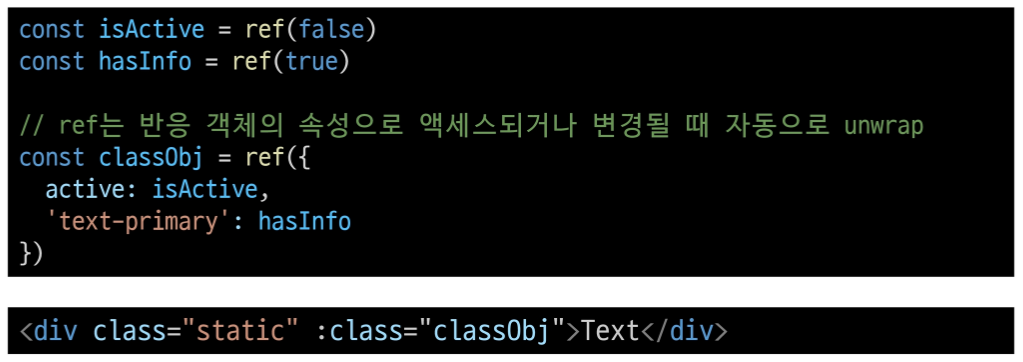 const isActive = ref(false)
const hasInfo = ref(true)

// ref는 반응 객체의 속성으로 액세스되거나 변경될 때 자동으로 unwrap
const classObj = ref({
  active: isActive,
  'text-primary': hasInfo
})

<div class="static" :class="classObj">Text</div>